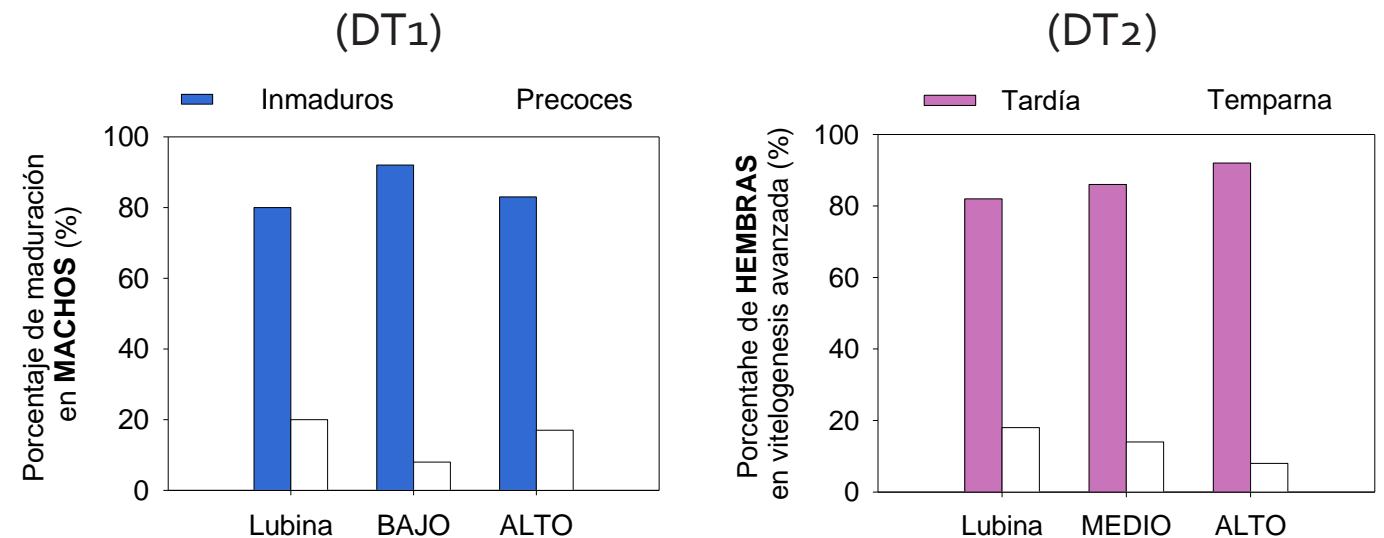 (DT1)
Inmaduros Precoces
Porcentaje de maduración
en MACHOS (%)
100
80
60
40
20
0
Lubina BAJO ALTO
(DT2)
Tardía Temparna
Porcentahe de HEMBRAS
en vitelogenesis avanzada (%)
100
80
60
40
20
0
Lubina MEDIO ALTO